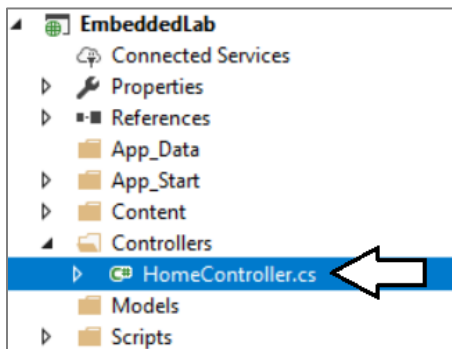 EmbeddedLab
Connected Services
Properties
References
App_Data
App_Start
Content
Controllers
C# HomeController.cs
Models
Scripts